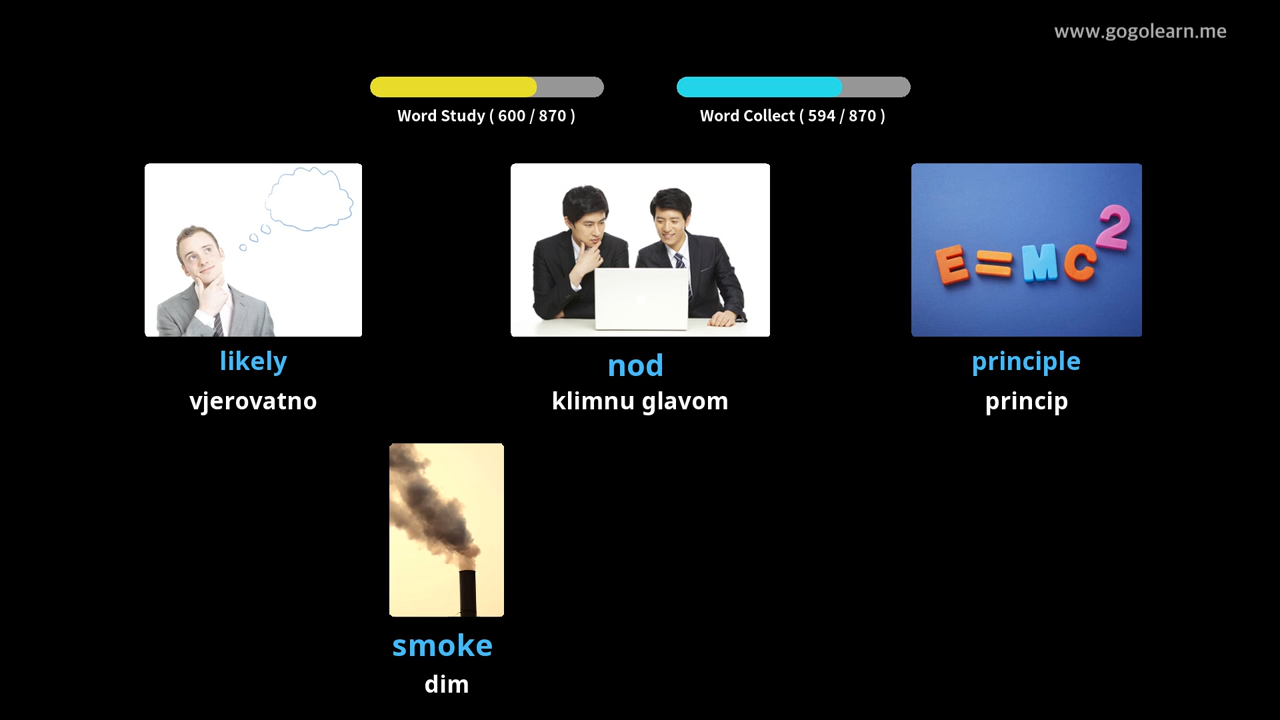 www.gogolearn.me
Word Study ( 600 / 870 )
Word Collect ( 594 / 870 )
E=MC2
likely
nod
principle
vjerovatno
klimnu glavom
princip
smoke
dim